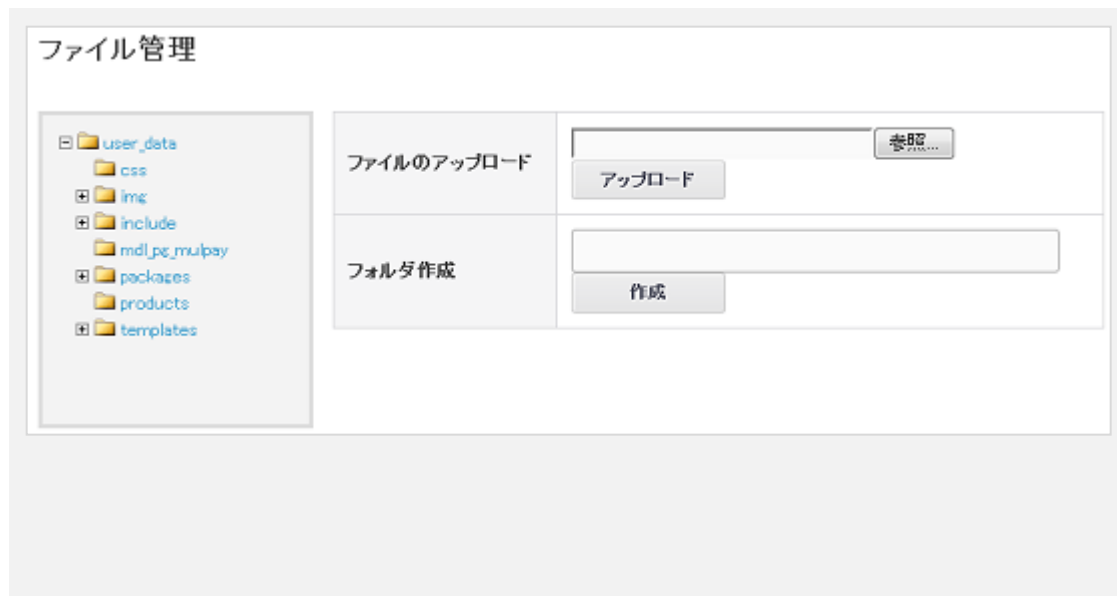 ファイル管理
user_data
css
img
include
mdl_pg_mulpay
packages
products
templates
ファイルのアップロード
参照...
アップロード
フォルダ作成
作成